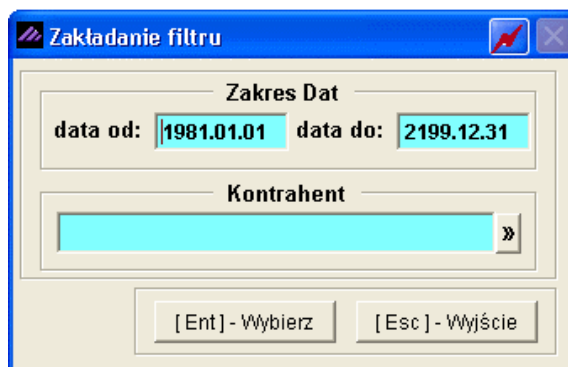 Zakładanie filtru
Zakres Dat
data od: 1981.01.01 data do: 2199.12.31
Kontrahent
»
[ Ent ] - Wybierz [ Esc ] - Wyjście